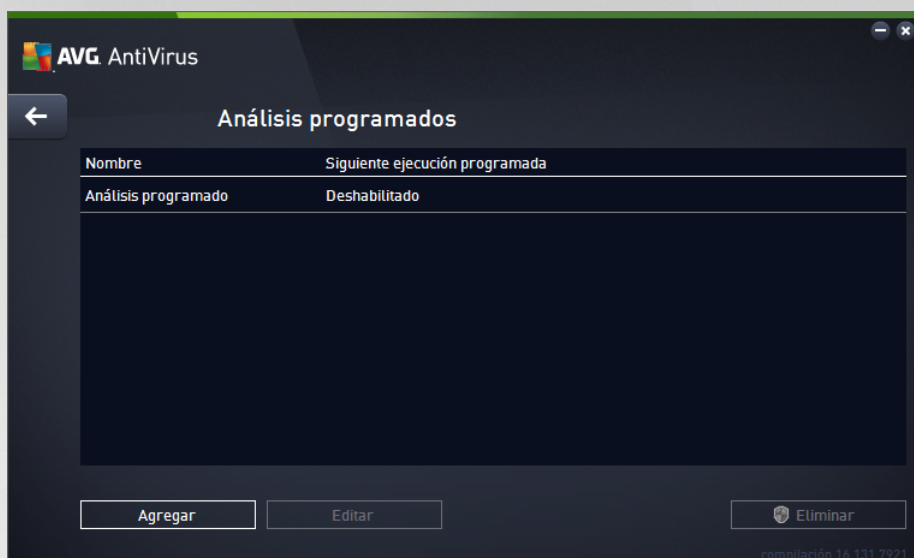 AVG. AntiVirus
Análisis programados
Nombre Siguiente ejecución programada
Análisis programado Deshabilitado
Agregar Editar Eliminar
compilación 16.131.7921